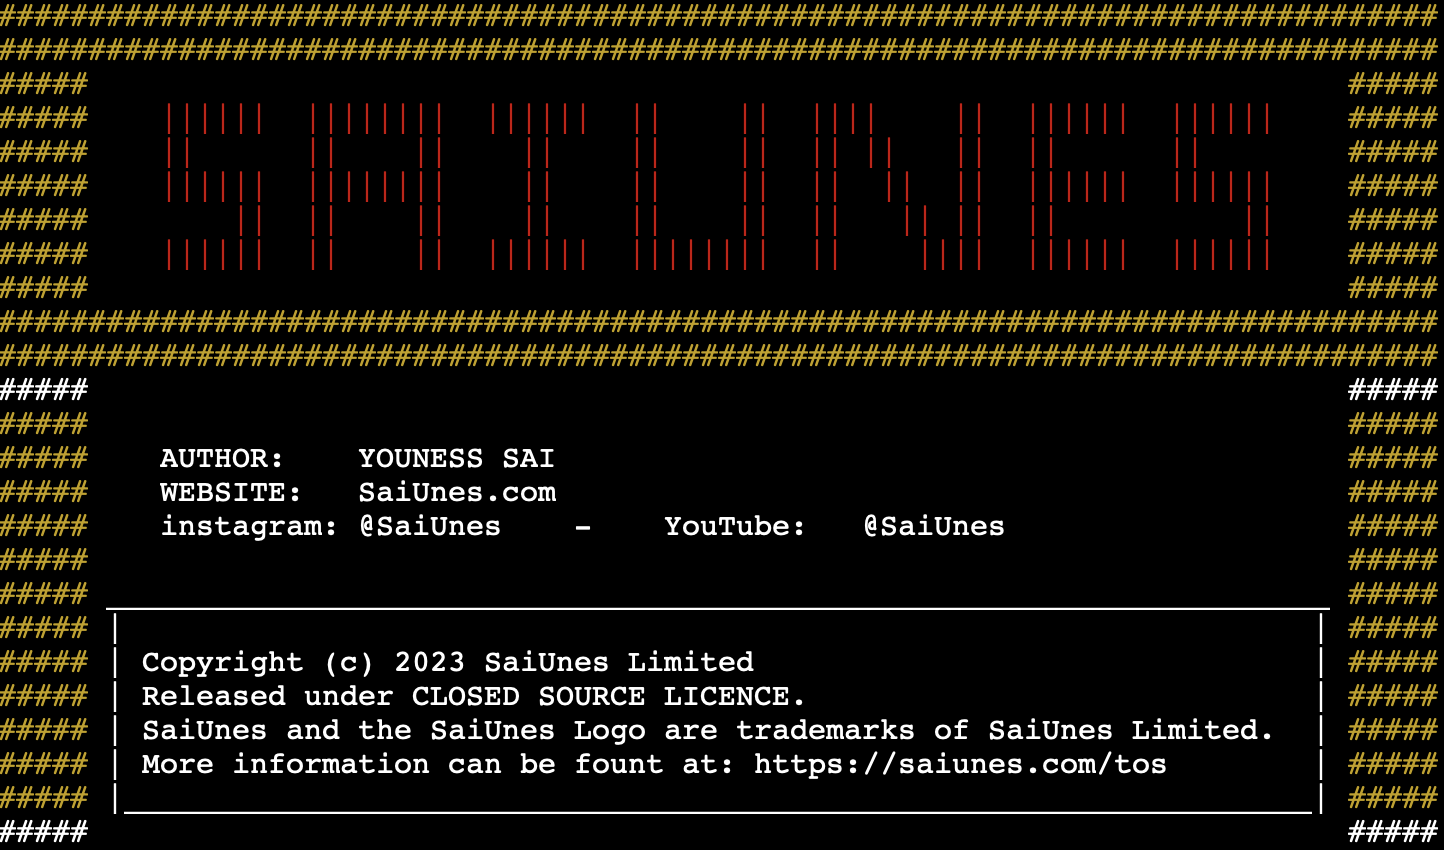 SAIUNES
AUTHOR: YOUNESS SAI
WEBSITE: SaiUnes.com
instagram: @SaiUnes - YouTube: @SaiUnes
Copyright (c) 2023 SaiUnes Limited
Released under CLOSED SOURCE LICENCE.
SaiUnes and the SaiUnes Logo are trademarks of SaiUnes Limited.
More information can be fount at: https://saiunes.com/tos